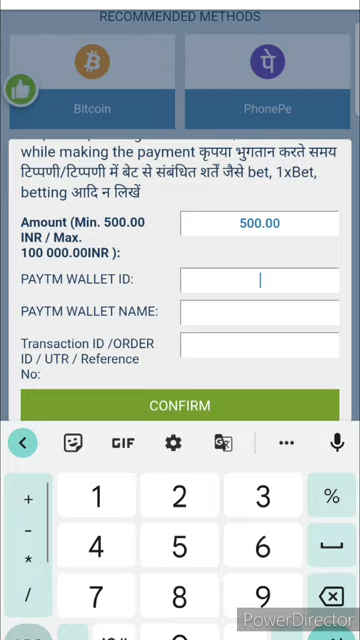 RECOMMENDED METHODS
पे
Bitcoin
PhonePe
while making the payment कृपया भुगतान करते समय
टिप्पणी/टिप्पणी में बेट से संबंधित शर्तें जैसे bet, 1xBet,
betting आदि न लिखें
Amount (Min. 500.00
INR / Max.
100 000.00INR ):
500.00
PAYTM WALLET ID:
PAYTM WALLET NAME:
Transaction ID /ORDER
ID / UTR / Reference
No:
CONFIRM
GIF
+ 1 2 3 %
-
4 5 6
*
/ 7 8 9
PowerDirector